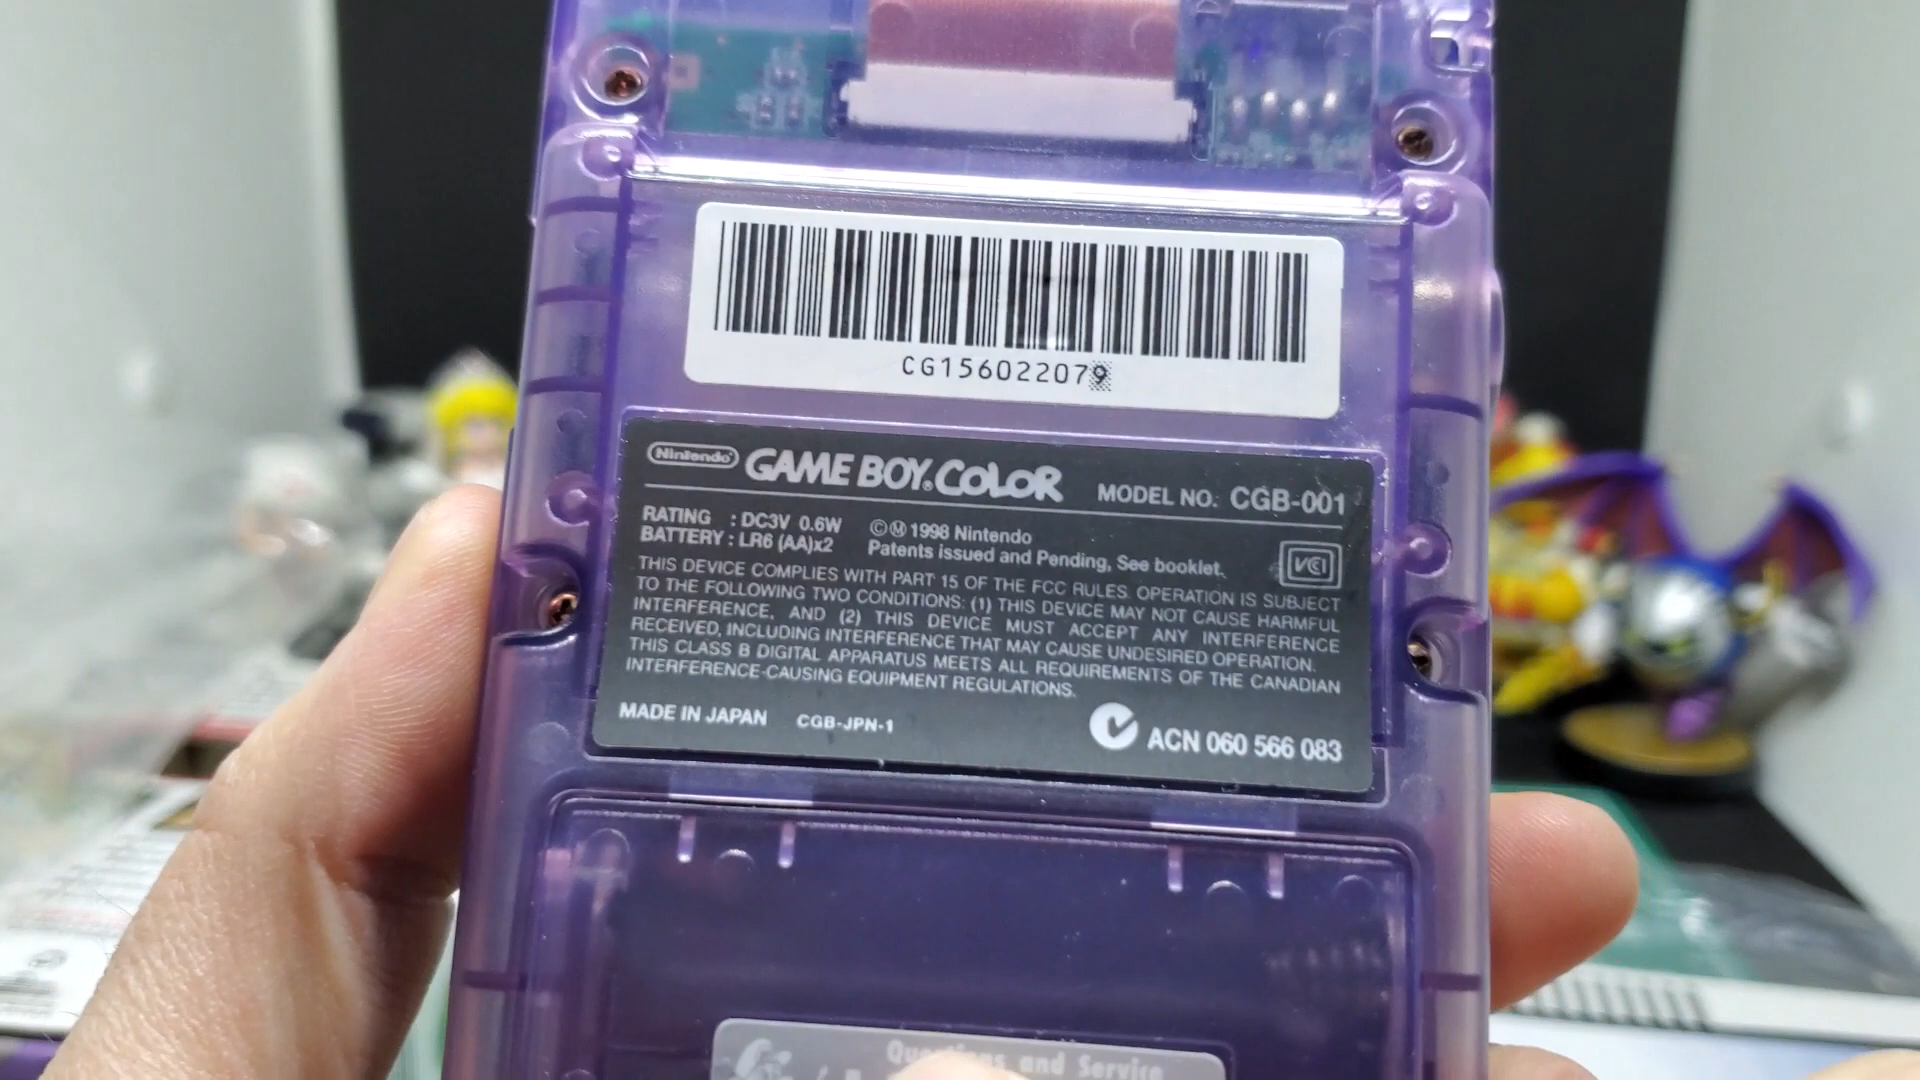 CG156022079
Nintendo GAME BOY COLOR MODEL NO. CGB-001
RATING : DC3V 0.6W
BATTERY : LR6 (AA)x2
©Ⓜ 1998 Nintendo
Patents issued and Pending, See booklet.
VCI
THIS DEVICE COMPLIES WITH PART 15 OF THE FCC RULES. OPERATION IS SUBJECT
TO THE FOLLOWING TWO CONDITIONS: (1) THIS DEVICE MAY NOT CAUSE HARMFUL
INTERFERENCE, AND (2) THIS DEVICE MUST ACCEPT ANY INTERFERENCE
RECEIVED, INCLUDING INTERFERENCE THAT MAY CAUSE UNDESIRED OPERATION.
THIS CLASS B DIGITAL APPARATUS MEETS ALL REQUIREMENTS OF THE CANADIAN
INTERFERENCE-CAUSING EQUIPMENT REGULATIONS.
MADE IN JAPAN CGB-JPN-1 ACN 060 566 083
and Service